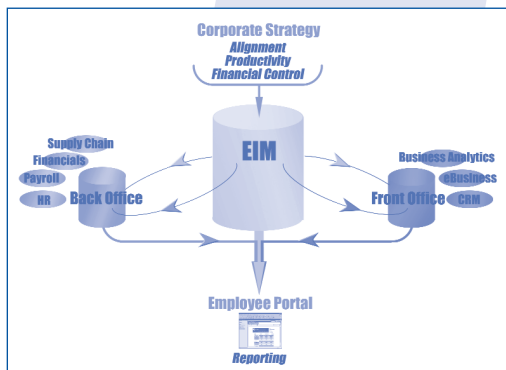 Corporate Strategy
Alignment
Productivity
Financial Control
EIM
Supply Chain
Financials
Payroll
HR
Back Office
Business Analytics
eBusiness
CRM
Front Office
Employee Portal
Reporting